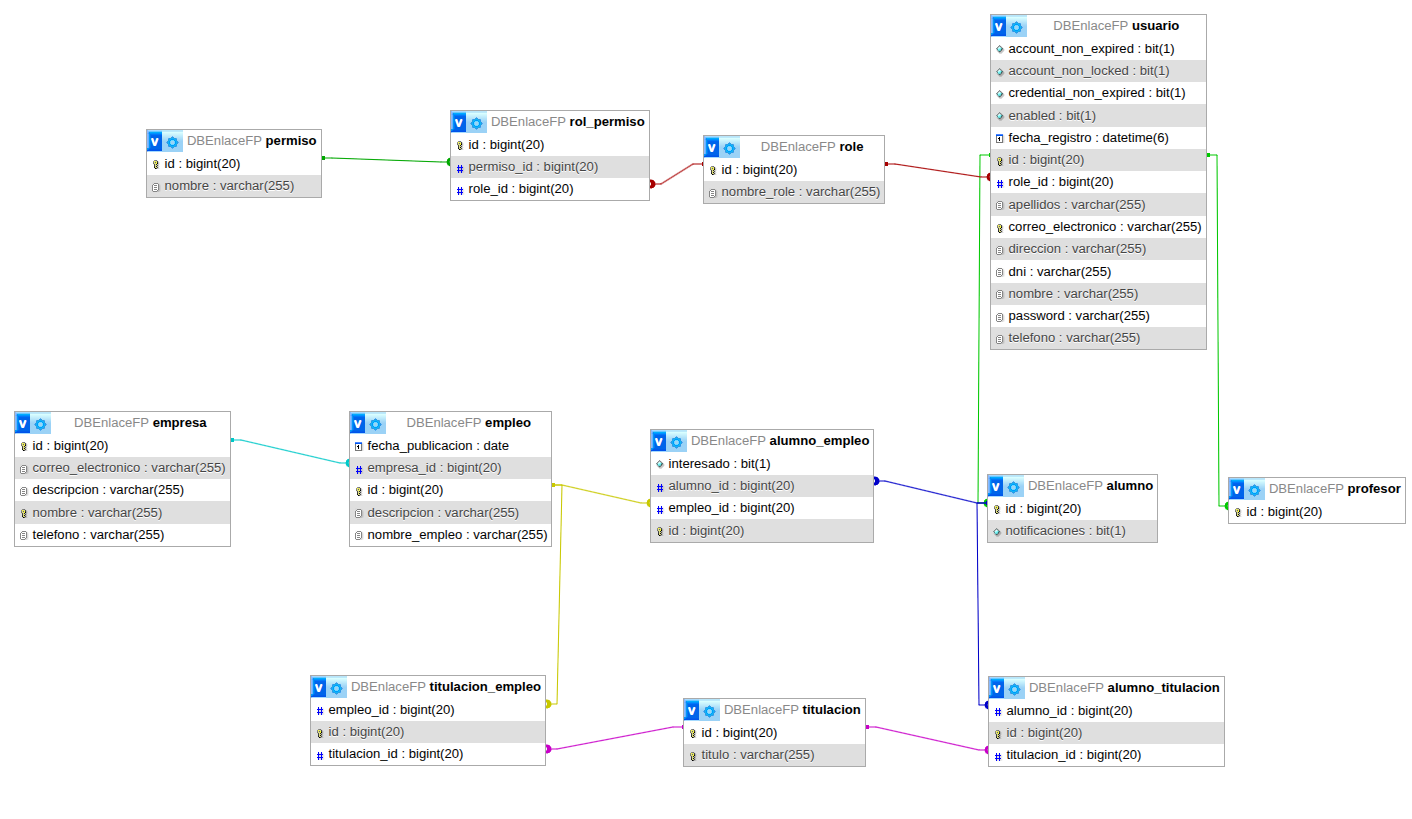 DBEnlaceFP usuario
account_non_expired : bit(1)
account_non_locked : bit(1)
credential_non_expired : bit(1)
enabled : bit(1)
fecha_registro : datetime(6)
id : bigint(20)
role_id : bigint(20)
apellidos : varchar(255)
correo_electronico : varchar(255)
direccion : varchar(255)
dni : varchar(255)
nombre : varchar(255)
password : varchar(255)
telefono : varchar(255)
DBEnlaceFP permiso
id : bigint(20)
nombre : varchar(255)
DBEnlaceFP rol_permiso
id : bigint(20)
permiso_id : bigint(20)
role_id : bigint(20)
DBEnlaceFP role
id : bigint(20)
nombre_role : varchar(255)
DBEnlaceFP empresa
id : bigint(20)
correo_electronico : varchar(255)
descripcion : varchar(255)
nombre : varchar(255)
telefono : varchar(255)
DBEnlaceFP empleo
fecha_publicacion : date
empresa_id : bigint(20)
id : bigint(20)
descripcion : varchar(255)
nombre_empleo : varchar(255)
DBEnlaceFP alumno_empleo
interesado : bit(1)
alumno_id : bigint(20)
empleo_id : bigint(20)
id : bigint(20)
DBEnlaceFP alumno
id : bigint(20)
notificaciones : bit(1)
DBEnlaceFP profesor
id : bigint(20)
DBEnlaceFP titulacion_empleo
empleo_id : bigint(20)
id : bigint(20)
titulacion_id : bigint(20)
DBEnlaceFP titulacion
id : bigint(20)
titulo : varchar(255)
DBEnlaceFP alumno_titulacion
alumno_id : bigint(20)
id : bigint(20)
titulacion_id : bigint(20)